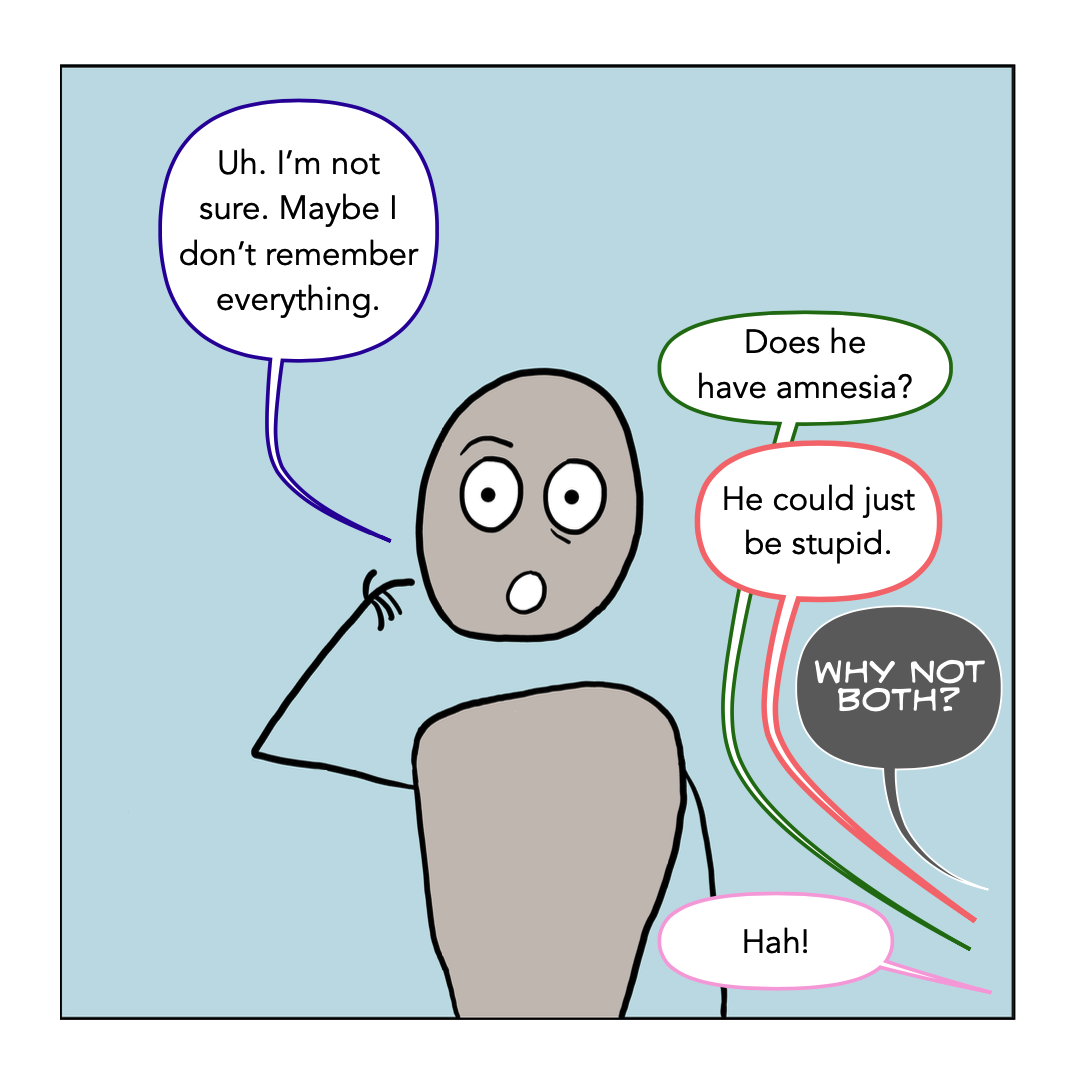 Uh. I’m not
sure. Maybe I
don’t remember
everything.
Does he
have amnesia?
He could just
be stupid.
WHY NOT
BOTH?
Hah!